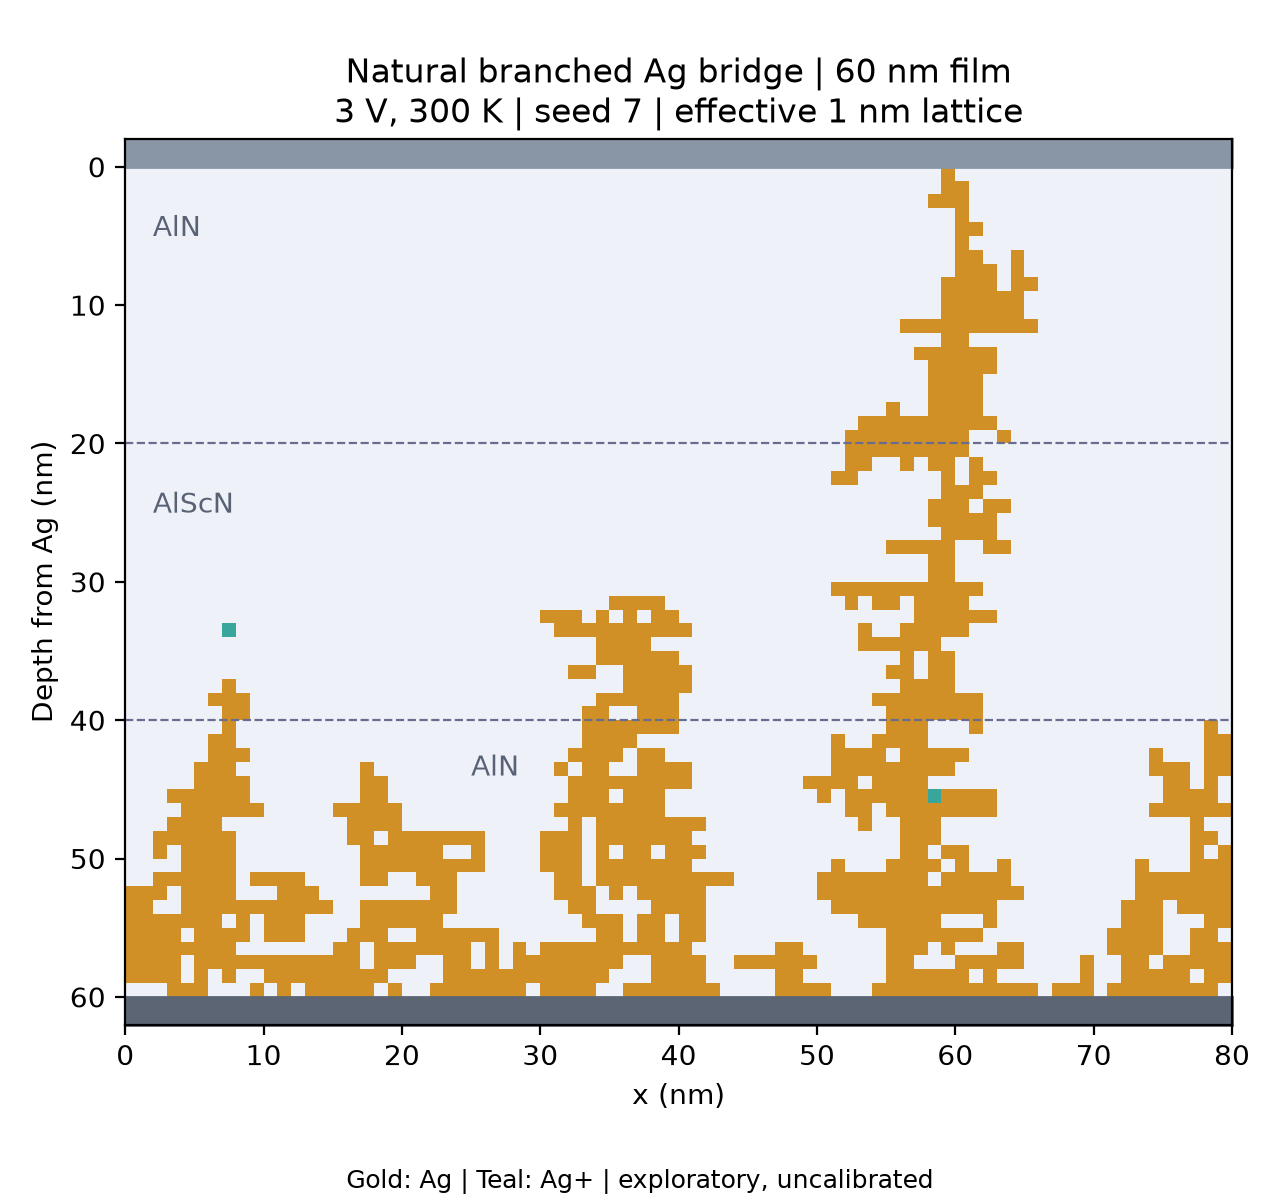 Natural branched Ag bridge | 60 nm film
3 V, 300 K | seed 7 | effective 1 nm lattice
0
AlN
10
20
AlScN
30
40
AlN
50
60
Depth from Ag (nm)
0 10 20 30 40 50 60 70 80
x (nm)
Gold: Ag | Teal: Ag+ | exploratory, uncalibrated